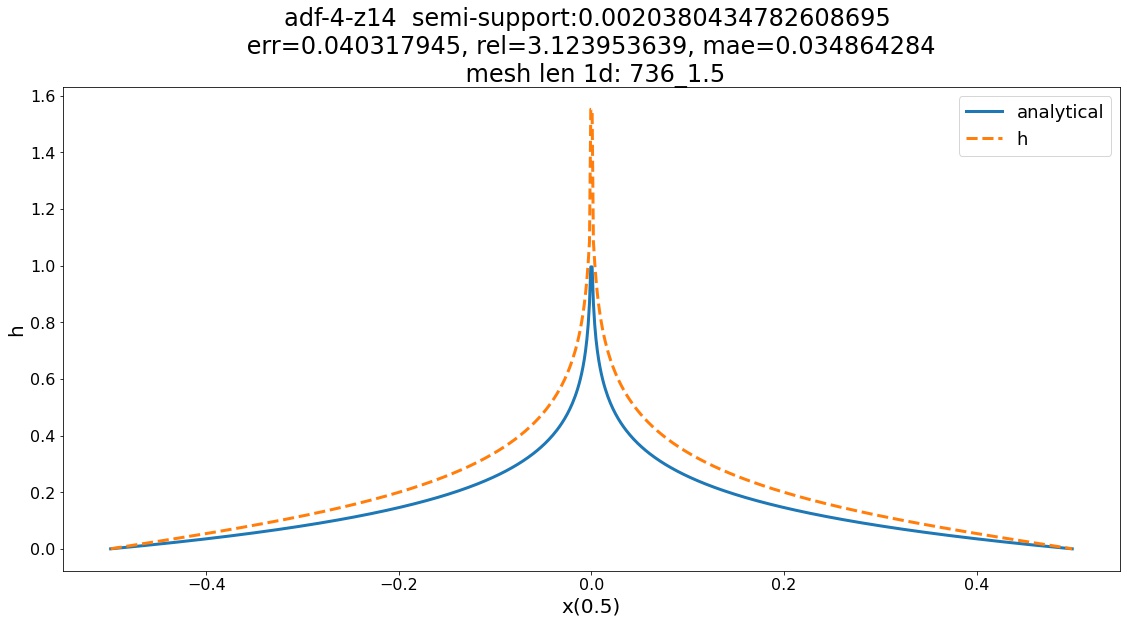 adf-4-z14 semi-support:0.0020380434782608695
err=0.040317945, rel=3.123953639, mae=0.034864284
mesh len 1d: 736_1.5
analytical
h
1.6
1.4
1.2
1.0
0.8
0.6
0.4
0.2
0.0
h
−0.4
−0.2
0.0
0.2
0.4
x(0.5)